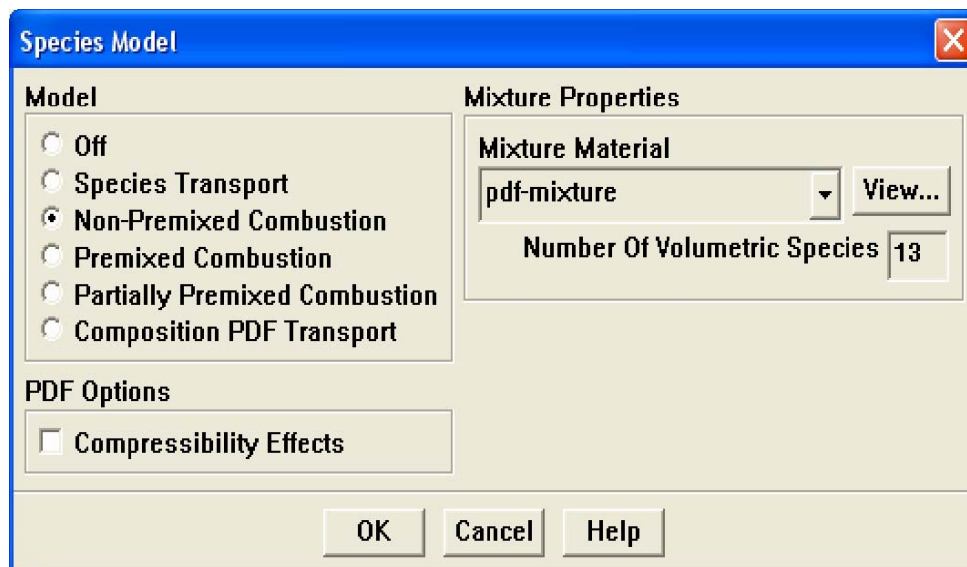 Species Model
Model
Off
Species Transport
Non-Premixed Combustion
Premixed Combustion
Partially Premixed Combustion
Composition PDF Transport
PDF Options
Compressibility Effects
Mixture Properties
Mixture Material
pdf-mixture
View...
Number Of Volumetric Species 13
OK Cancel Help